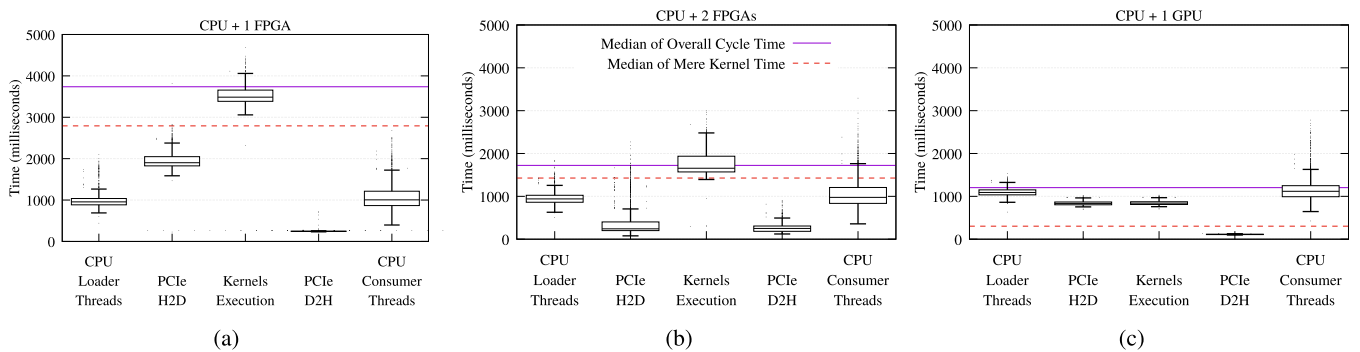 CPU + 1 FPGA
5000
4000
3000
2000
1000
0
Time (milliseconds)
CPU
Loader
Threads
PCIe
H2D
Kernels
Execution
PCIe
D2H
CPU
Consumer
Threads
(a)
CPU + 2 FPGAs
Median of Overall Cycle Time
Median of Mere Kernel Time
5000
4000
3000
2000
1000
0
Time (milliseconds)
CPU
Loader
Threads
PCIe
H2D
Kernels
Execution
PCIe
D2H
CPU
Consumer
Threads
(b)
CPU + 1 GPU
5000
4000
3000
2000
1000
0
Time (milliseconds)
CPU
Loader
Threads
PCIe
H2D
Kernels
Execution
PCIe
D2H
CPU
Consumer
Threads
(c)